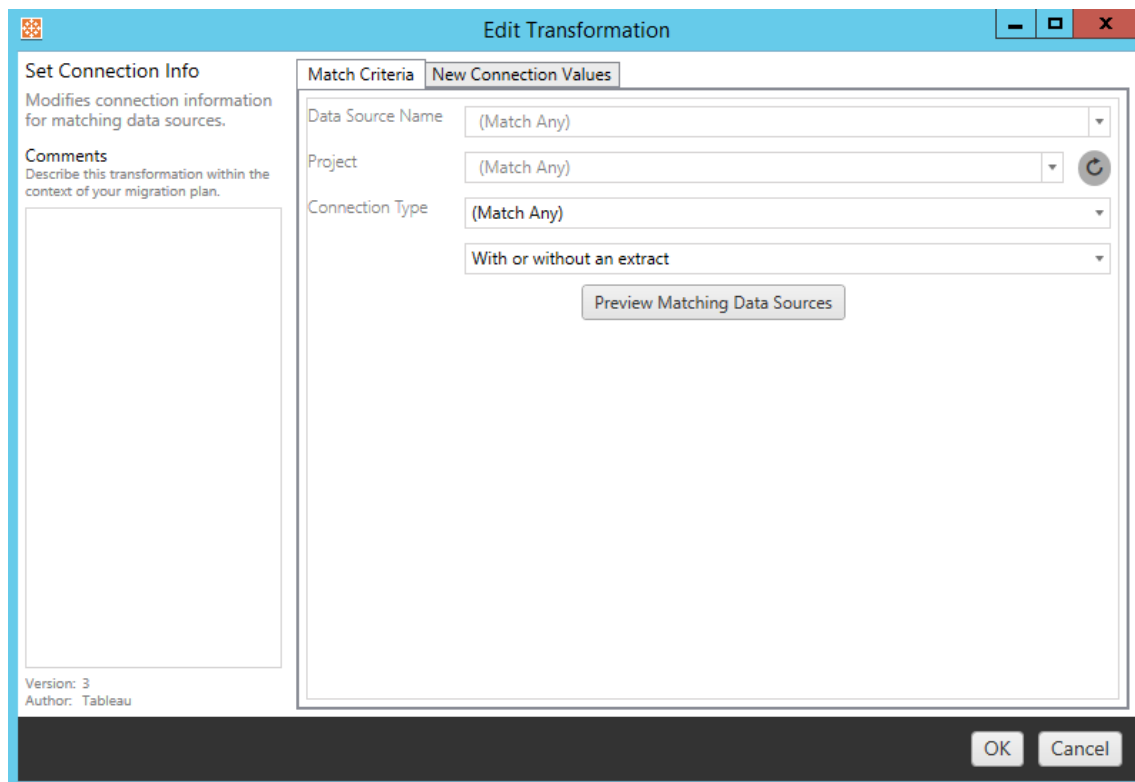 Edit Transformation
Set Connection Info
Modifies connection information
for matching data sources.
Comments
Describe this transformation within the
context of your migration plan.
Version: 3
Author: Tableau
Match Criteria
New Connection Values
Data Source Name
(Match Any)
Project
(Match Any)
Connection Type
(Match Any)
With or without an extract
Preview Matching Data Sources
OK
Cancel